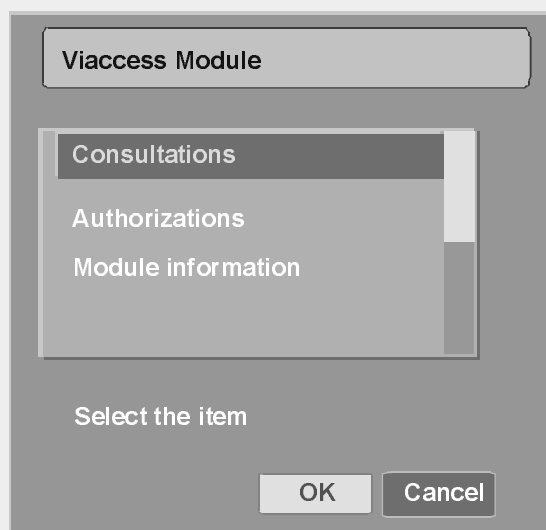 Viaccess Module
Consultations
Authorizations
Module information
Select the item
OK
Cancel